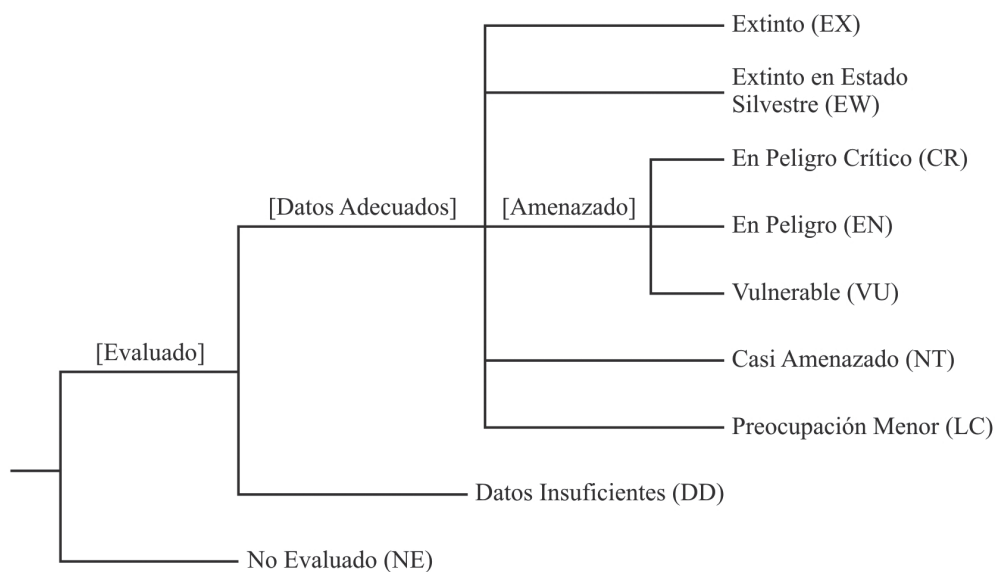 Extinto (EX)
Extinto en Estado
Silvestre (EW)
En Peligro Crítico (CR)
[Datos Adecuados]
[Amenazado]
En Peligro (EN)
Vulnerable (VU)
[Evaluado]
Casi Amenazado (NT)
Preocupación Menor (LC)
Datos Insuficientes (DD)
No Evaluado (NE)